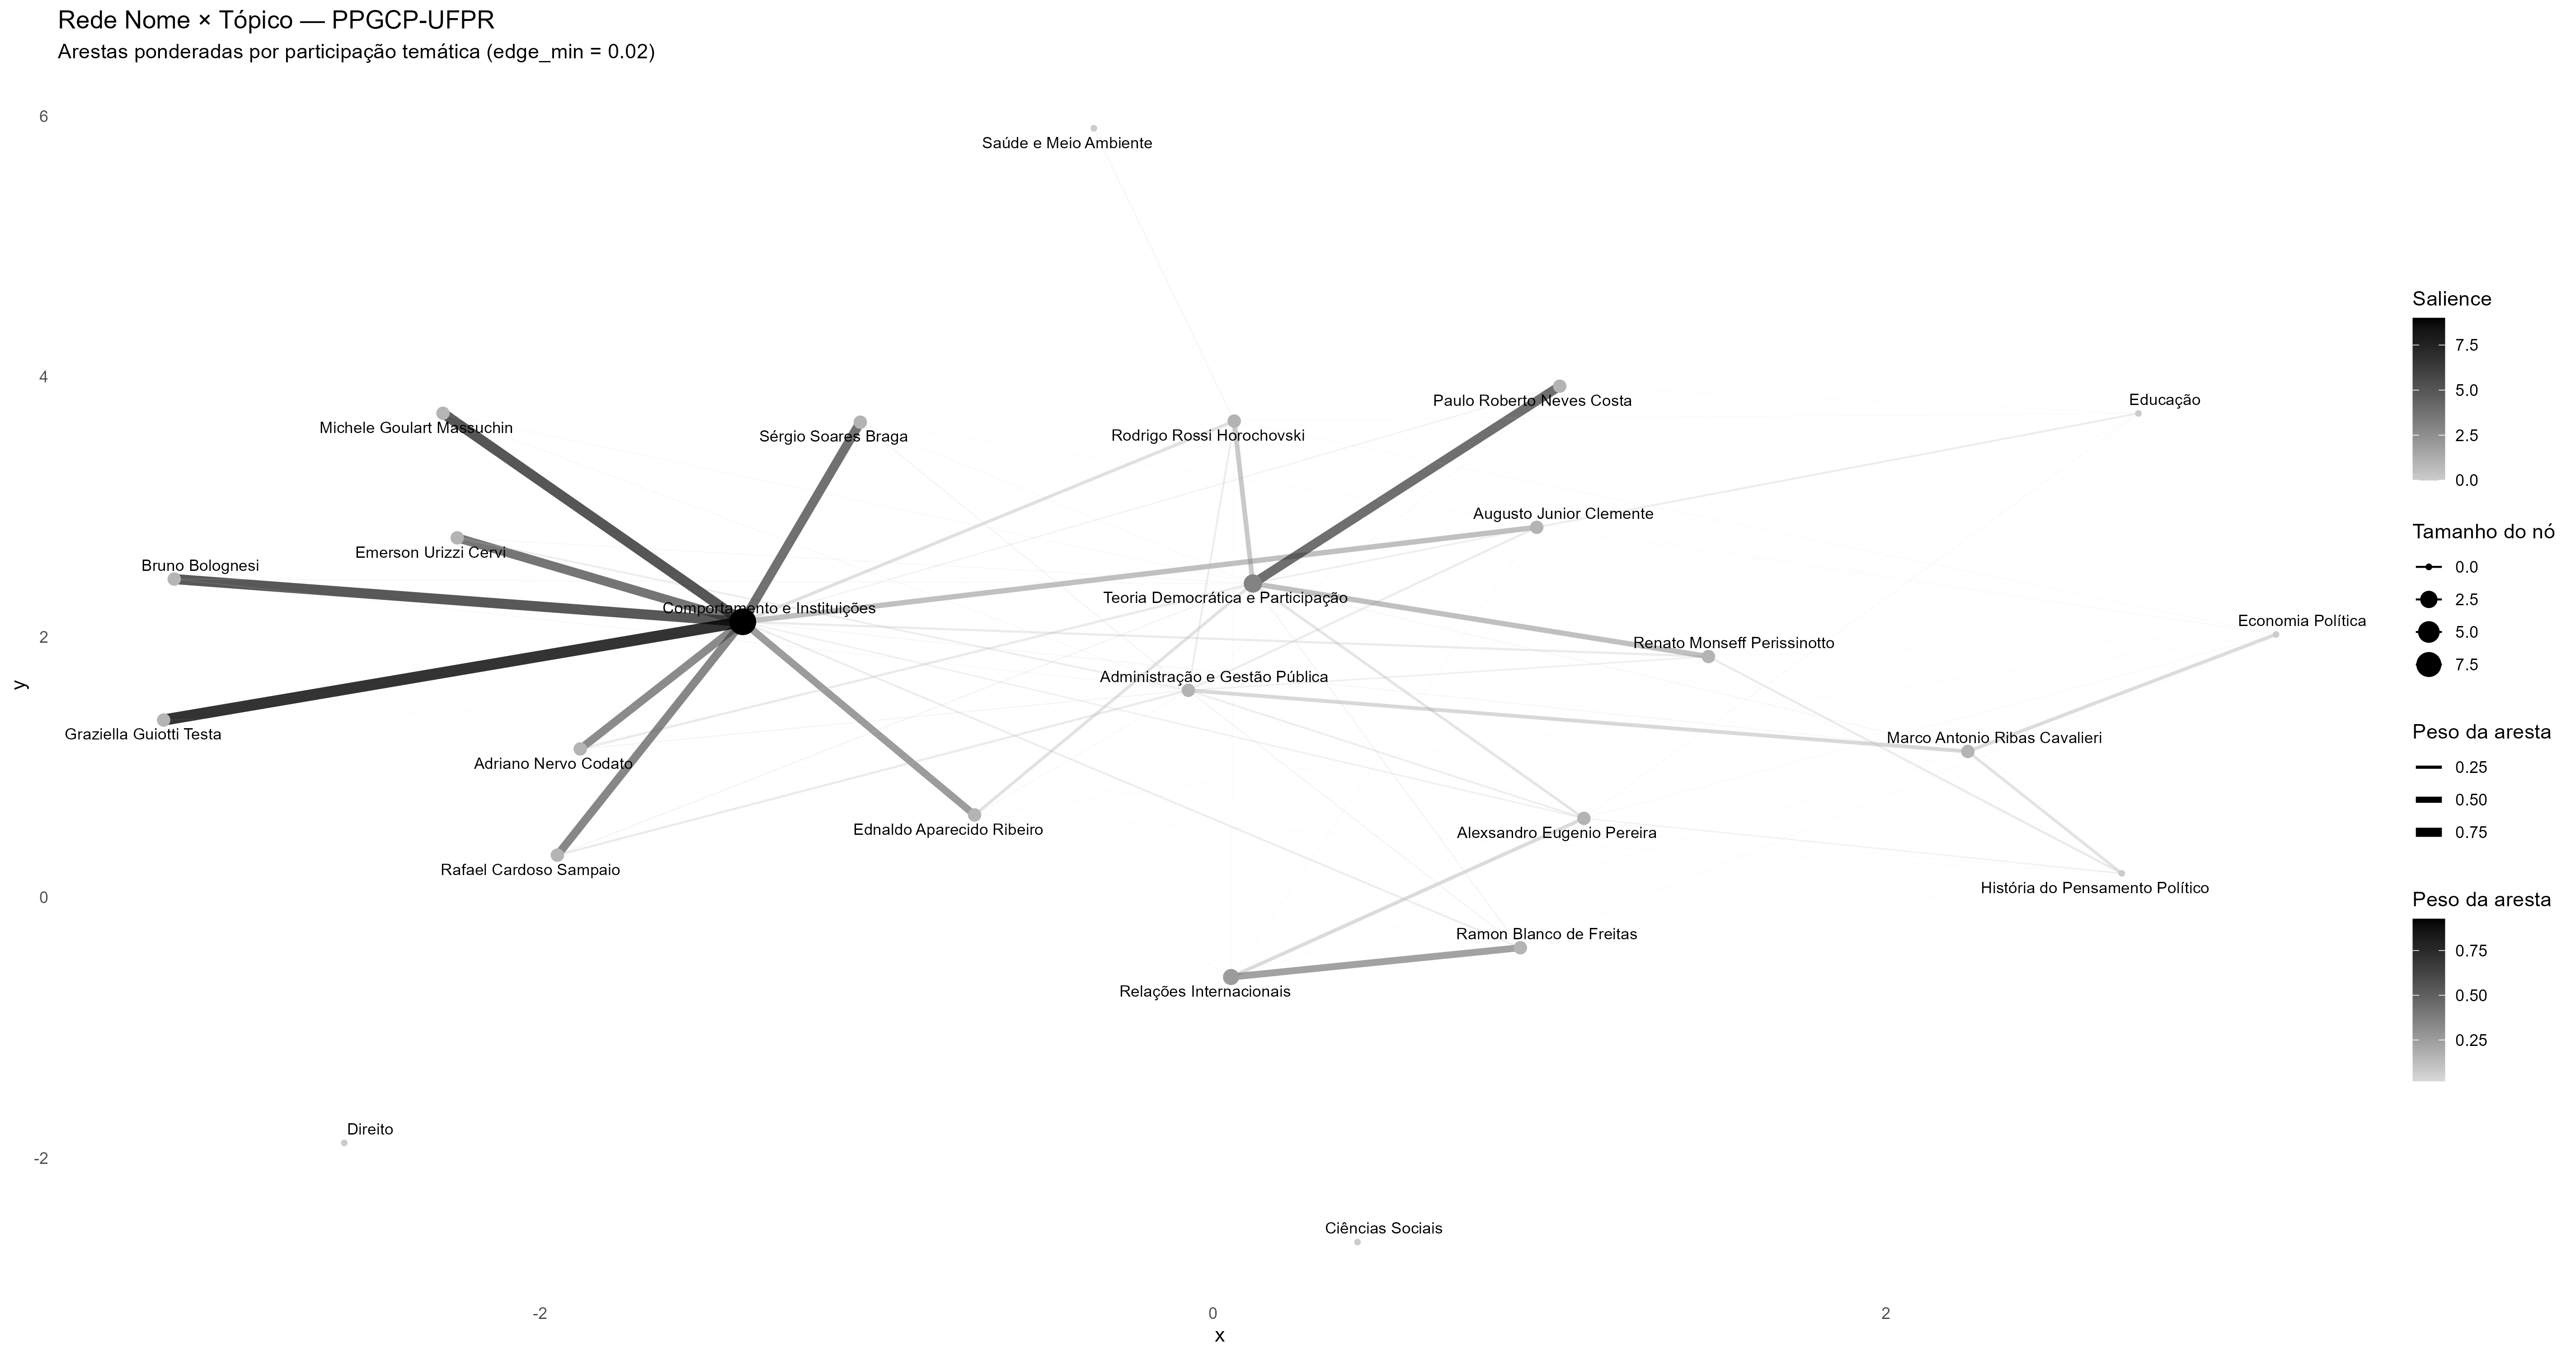 Rede Nome × Tópico — PPGCP-UFPR
Arestas ponderadas por participação temática (edge_min = 0.02)
6
4
2
0
-2
y
-2
0
2
x
Saúde e Meio Ambiente
Michele Goulart Massuchin
Sérgio Soares Braga
Rodrigo Rossi Horochovski
Paulo Roberto Neves Costa
Educação
Augusto Junior Clemente
Emerson Urizzi Cervi
Bruno Bolognesi
Comportamento e Instituições
Teoria Democrática e Participação
Economia Política
Renato Monseff Perissinotto
Administração e Gestão Pública
Graziella Guiotti Testa
Marco Antonio Ribas Cavalieri
Adriano Nervo Codato
Ednaldo Aparecido Ribeiro
Alexsandro Eugenio Pereira
Rafael Cardoso Sampaio
História do Pensamento Político
Ramon Blanco de Freitas
Relações Internacionais
Direito
Ciências Sociais
Salience
7.5
5.0
2.5
0.0
Tamanho do nó
0.0
2.5
5.0
7.5
Peso da aresta
0.25
0.50
0.75
Peso da aresta
0.75
0.50
0.25